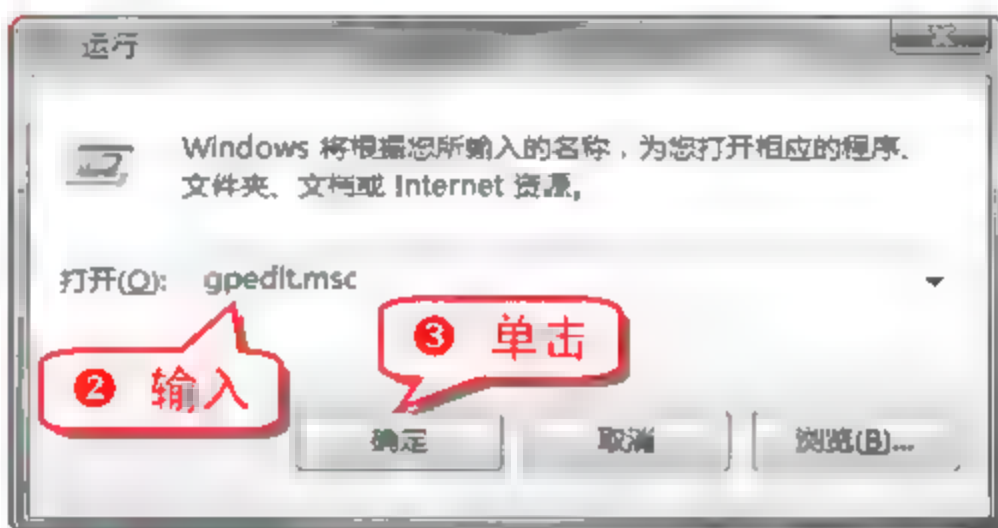 运行
Windows 将根据您所输入的名称，为您打开相应的程序、
文件夹、文档或 Internet 资源。
打开(O): gpedit.msc
❸ 单击
❷ 输入
确定 取消 浏览(B)...